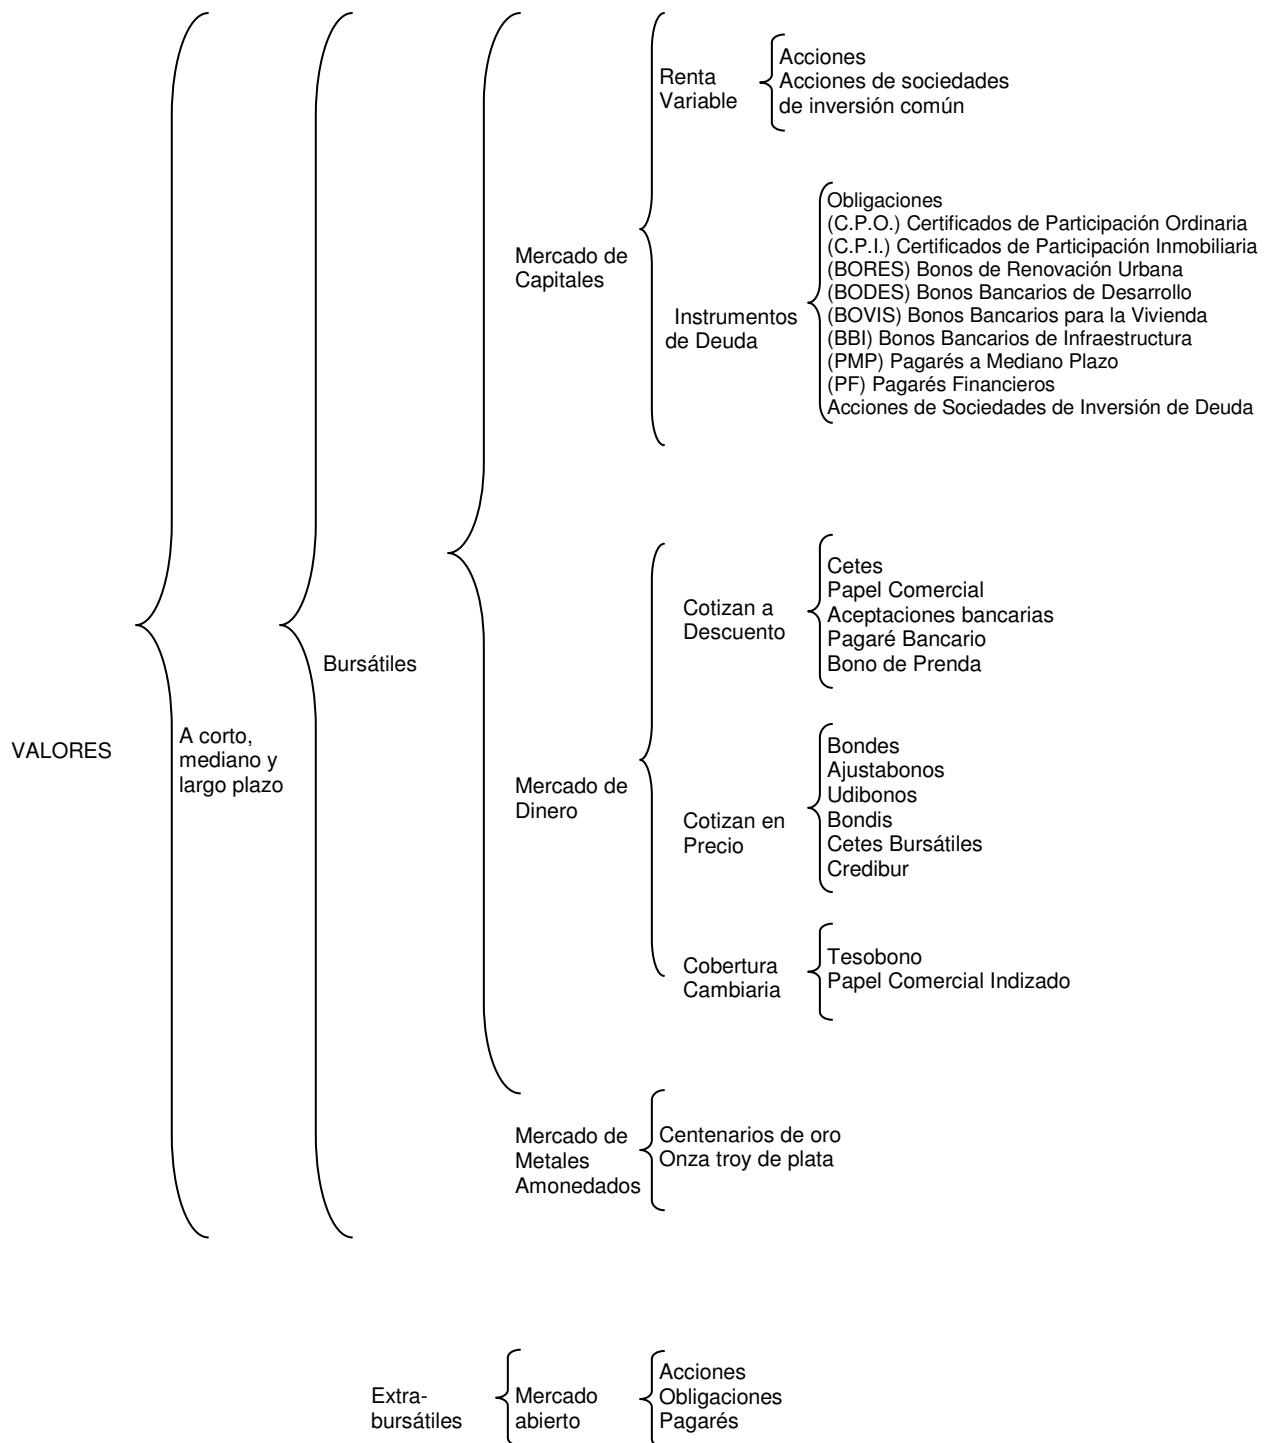 VALORES
A corto,
mediano y
largo plazo
Bursátiles
Mercado de
Capitales
Renta
Variable
Acciones
Acciones de sociedades
de inversión común
Instrumentos
de Deuda
Obligaciones
(C.P.O.) Certificados de Participación Ordinaria
(C.P.I.) Certificados de Participación Inmobiliaria
(BORES) Bonos de Renovación Urbana
(BODES) Bonos Bancarios de Desarrollo
(BOVIS) Bonos Bancarios para la Vivienda
(BBI) Bonos Bancarios de Infraestructura
(PMP) Pagarés a Mediano Plazo
(PF) Pagarés Financieros
Acciones de Sociedades de Inversión de Deuda
Mercado de
Dinero
Cotizan a
Descuento
Cetes
Papel Comercial
Aceptaciones bancarias
Pagaré Bancario
Bono de Prenda
Cotizan en
Precio
Bondes
Ajustabonos
Udibonos
Bondis
Cetes Bursátiles
Credibur
Cobertura
Cambiaria
Tesobono
Papel Comercial Indizado
Mercado de
Metales
Amonedados
Centenarios de oro
Onza troy de plata
Extra-
bursátiles
Mercado
abierto
Acciones
Obligaciones
Pagarés